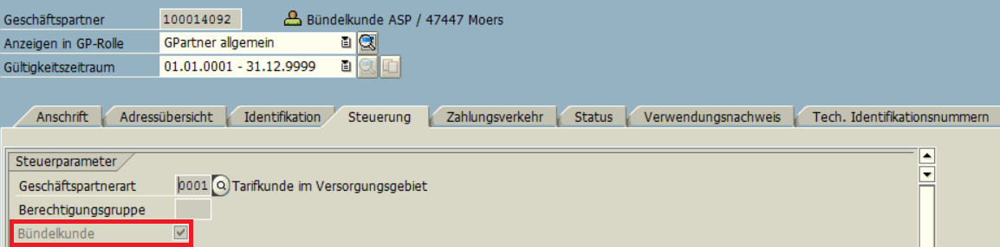 Geschäftspartner 100014092 Bündelkunde ASP / 47447 Moers
Anzeigen in GP-Rolle GPartner allgemein
Gültigkeitszeitraum 01.01.0001 - 31.12.9999
Anschrift Adressübersicht Identifikation Steuerung Zahlungsverkehr Status Verwendungsnachweis Tech. Identifikationsnummern
Steuerparameter
Geschäftspartnerart 0001 Tarifkunde im Versorgungsgebiet
Berechtigungsgruppe
Bündelkunde